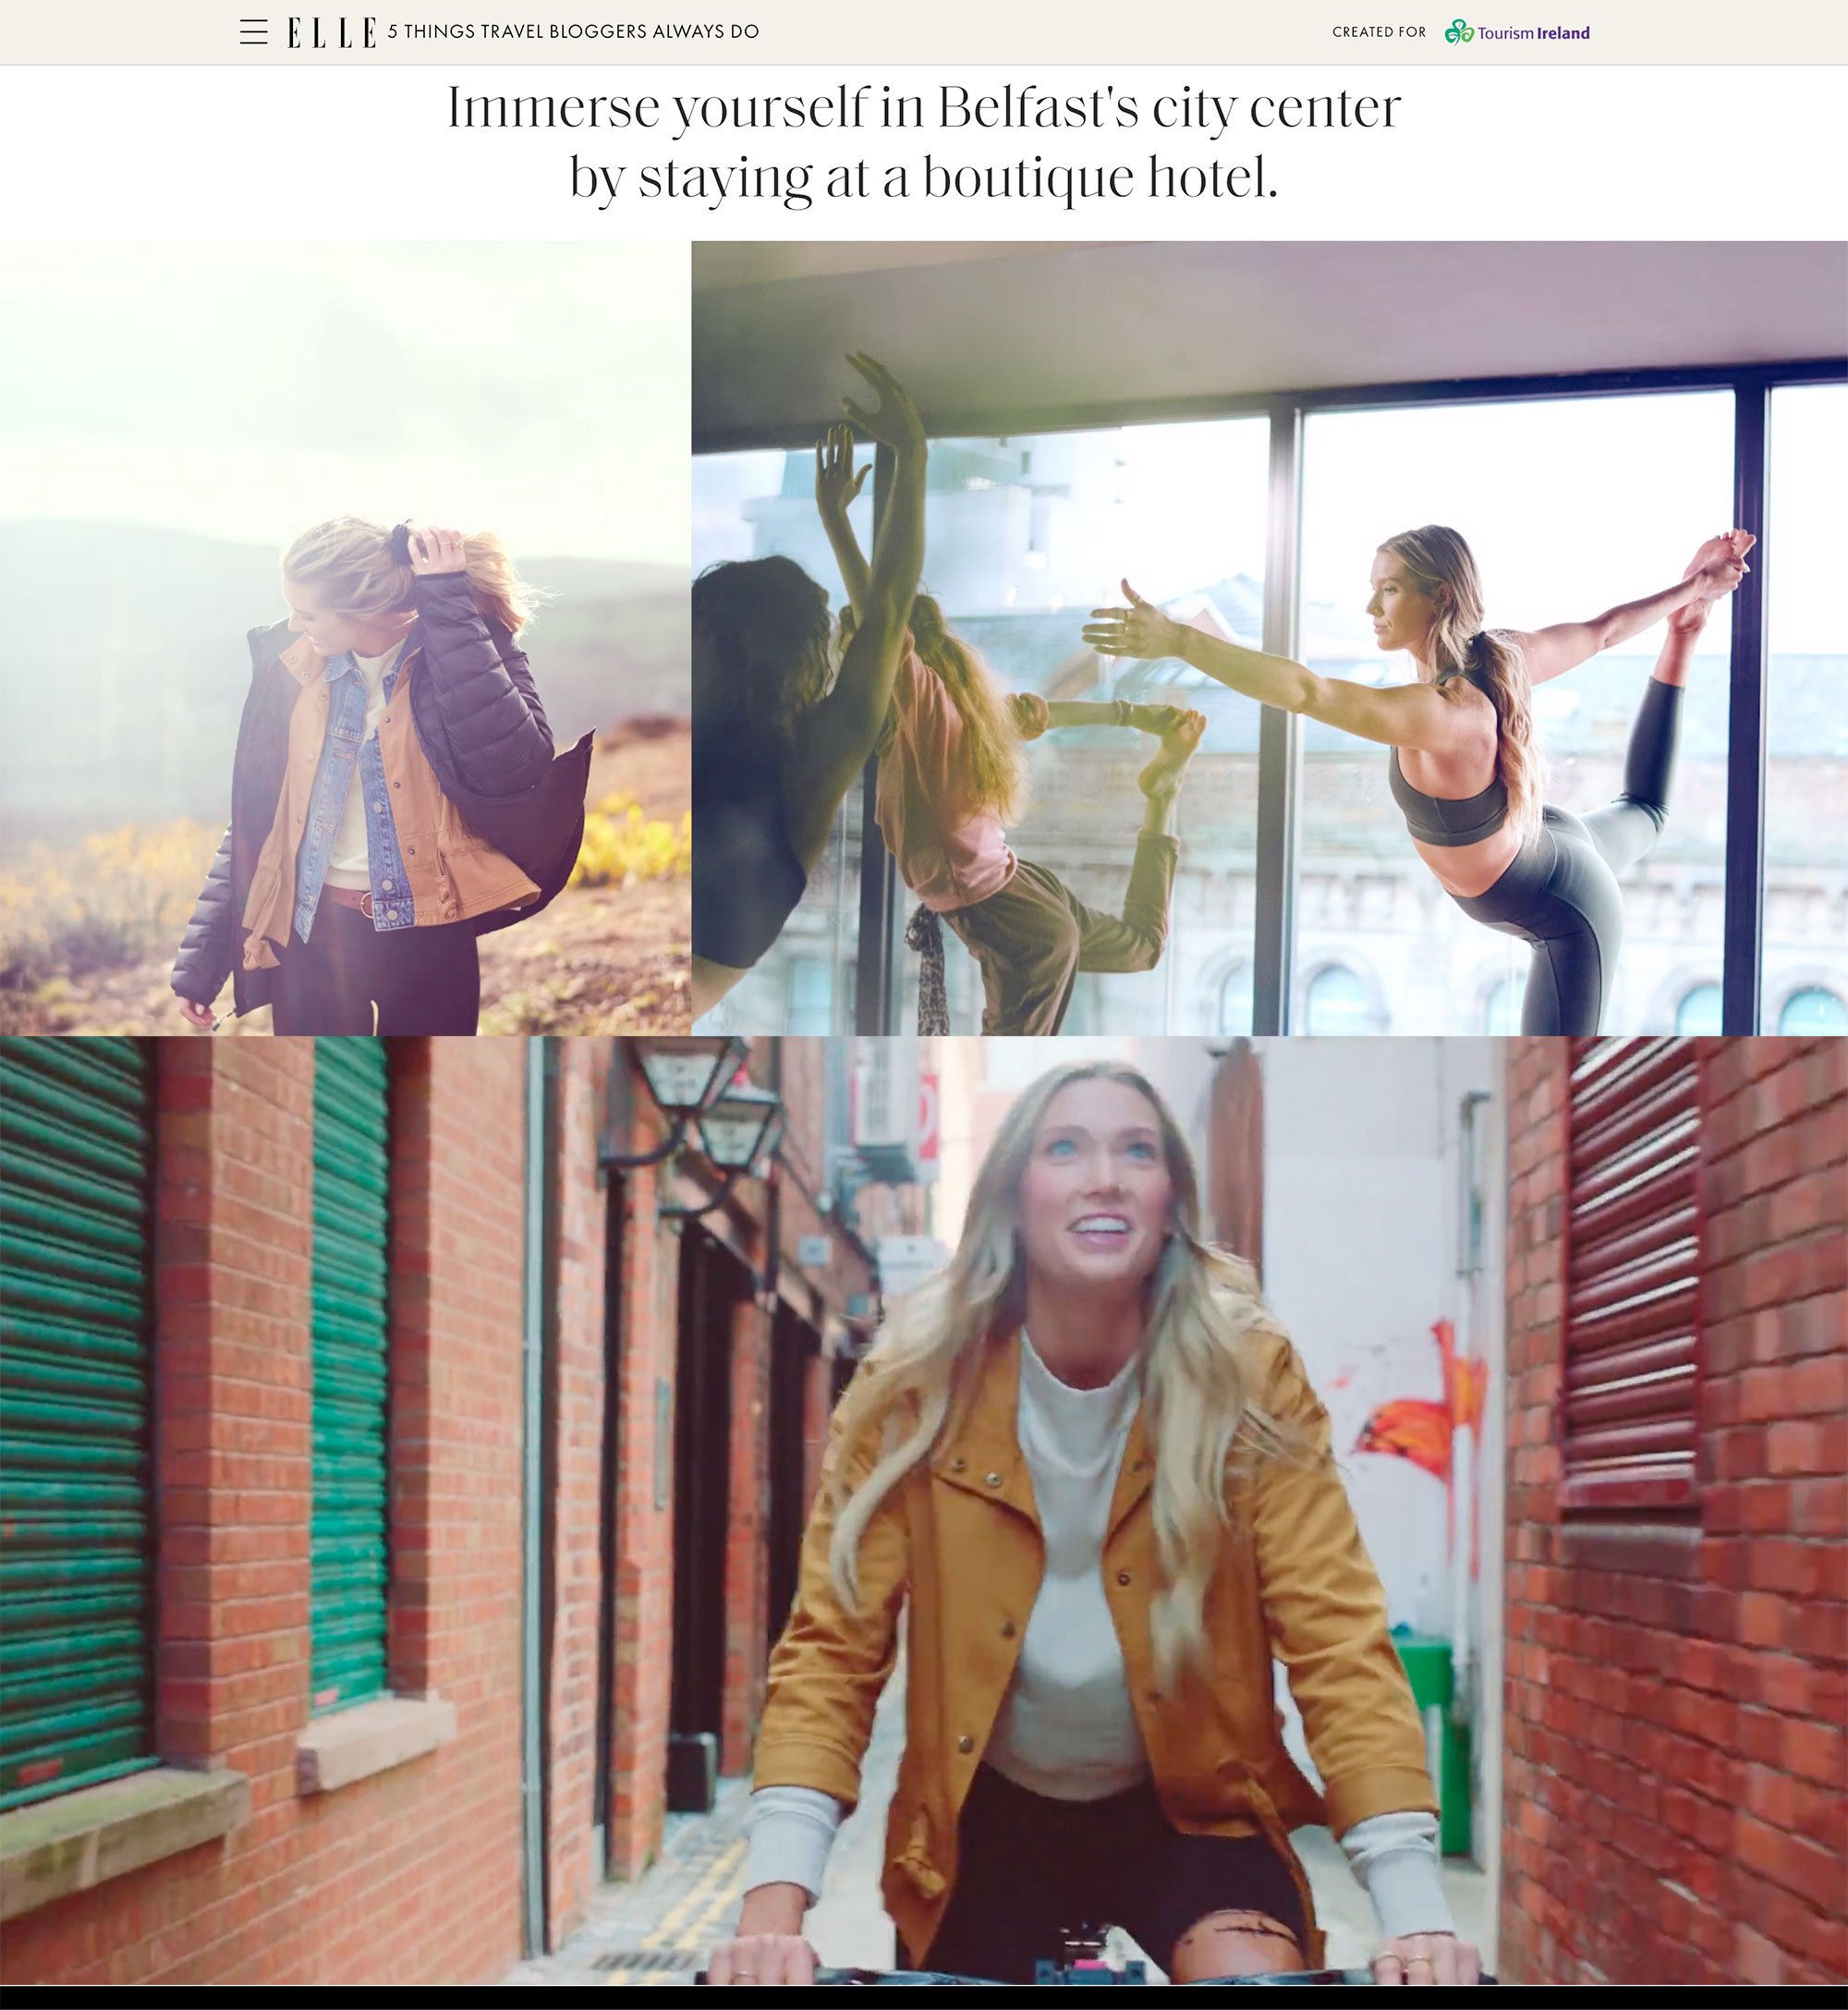 ELLE 5 THINGS TRAVEL BLOGGERS ALWAYS DO
CREATED FOR Tourism Ireland
Immerse yourself in Belfast's city center
by staying at a boutique hotel.